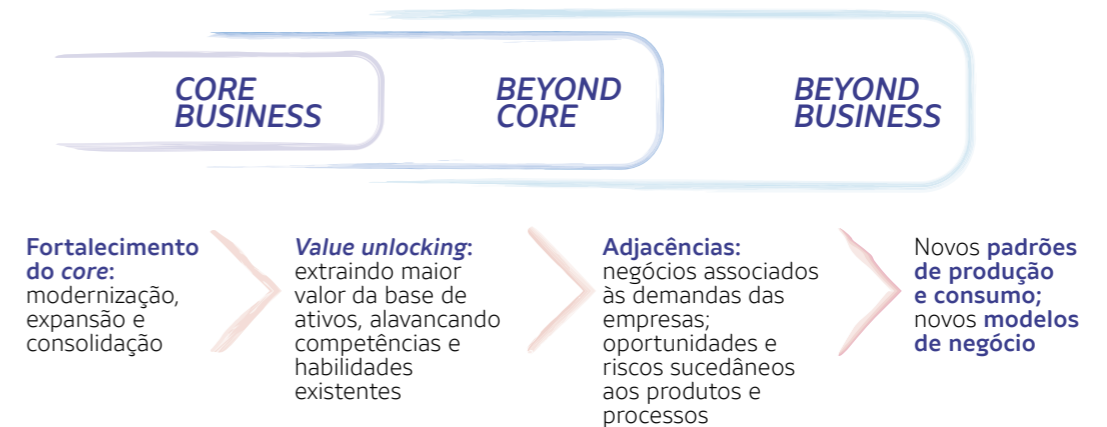 CORE
BUSINESS
BEYOND
CORE
BEYOND
BUSINESS
Fortalecimento
do core:
modernização,
expansão e
consolidação
Value unlocking:
extraindo maior
valor da base de
ativos, alavancando
competências e
habilidades
existentes
Adjacências:
negócios associados
às demandas das
empresas;
oportunidades e
riscos sucedâneos
aos produtos e
processos
Novos padrões
de produção
e consumo;
novos modelos
de negócio